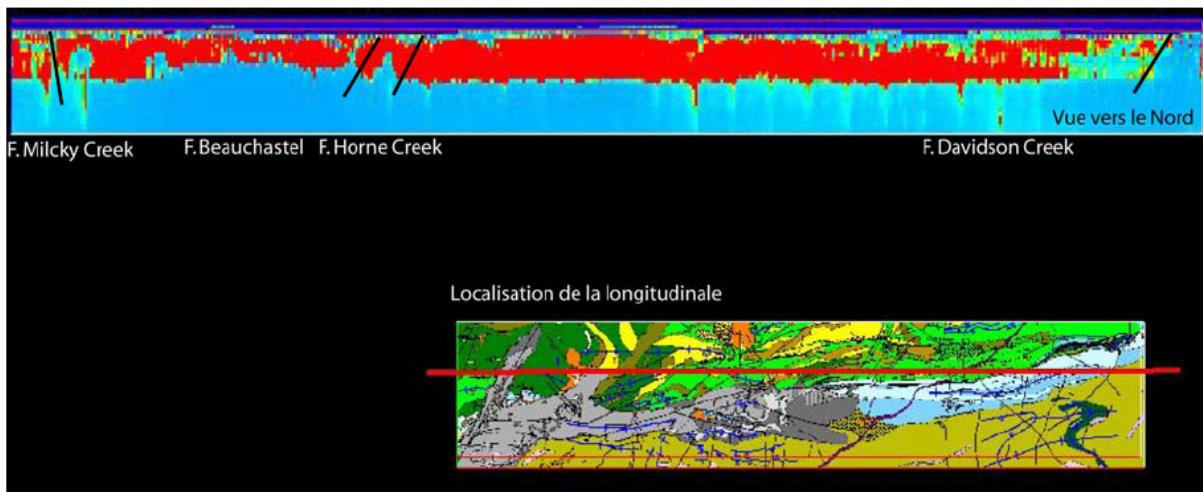 Vue vers le Nord
F. Milcky Creek
F. Beauchastel
F. Horne Creek
F. Davidson Creek
Localisation de la longitudinale